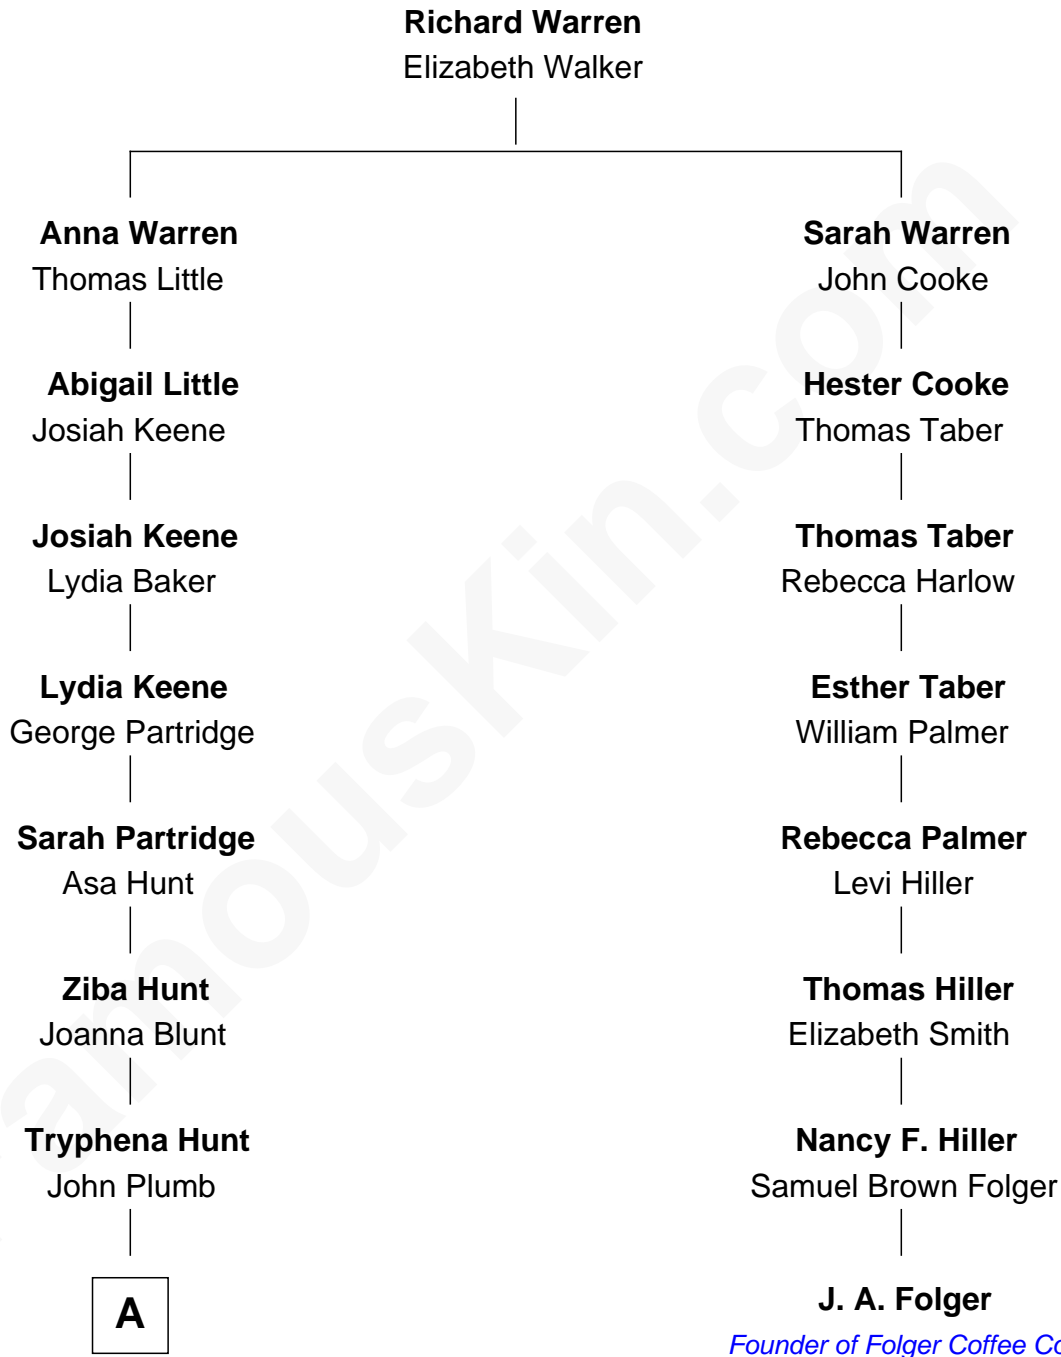 Richard Warren
Elizabeth Walker
Anna Warren
Thomas Little
Sarah Warren
John Cooke
Abigail Little
Josiah Keene
Hester Cooke
Thomas Taber
Josiah Keene
Lydia Baker
Thomas Taber
Rebecca Harlow
Lydia Keene
George Partridge
Esther Taber
William Palmer
Sarah Partridge
Asa Hunt
Rebecca Palmer
Levi Hiller
Ziba Hunt
Joanna Blunt
Thomas Hiller
Elizabeth Smith
Tryphena Hunt
John Plumb
Nancy F. Hiller
Samuel Brown Folger
A
J. A. Folger
Founder of Folger Coffee
amouskin.com